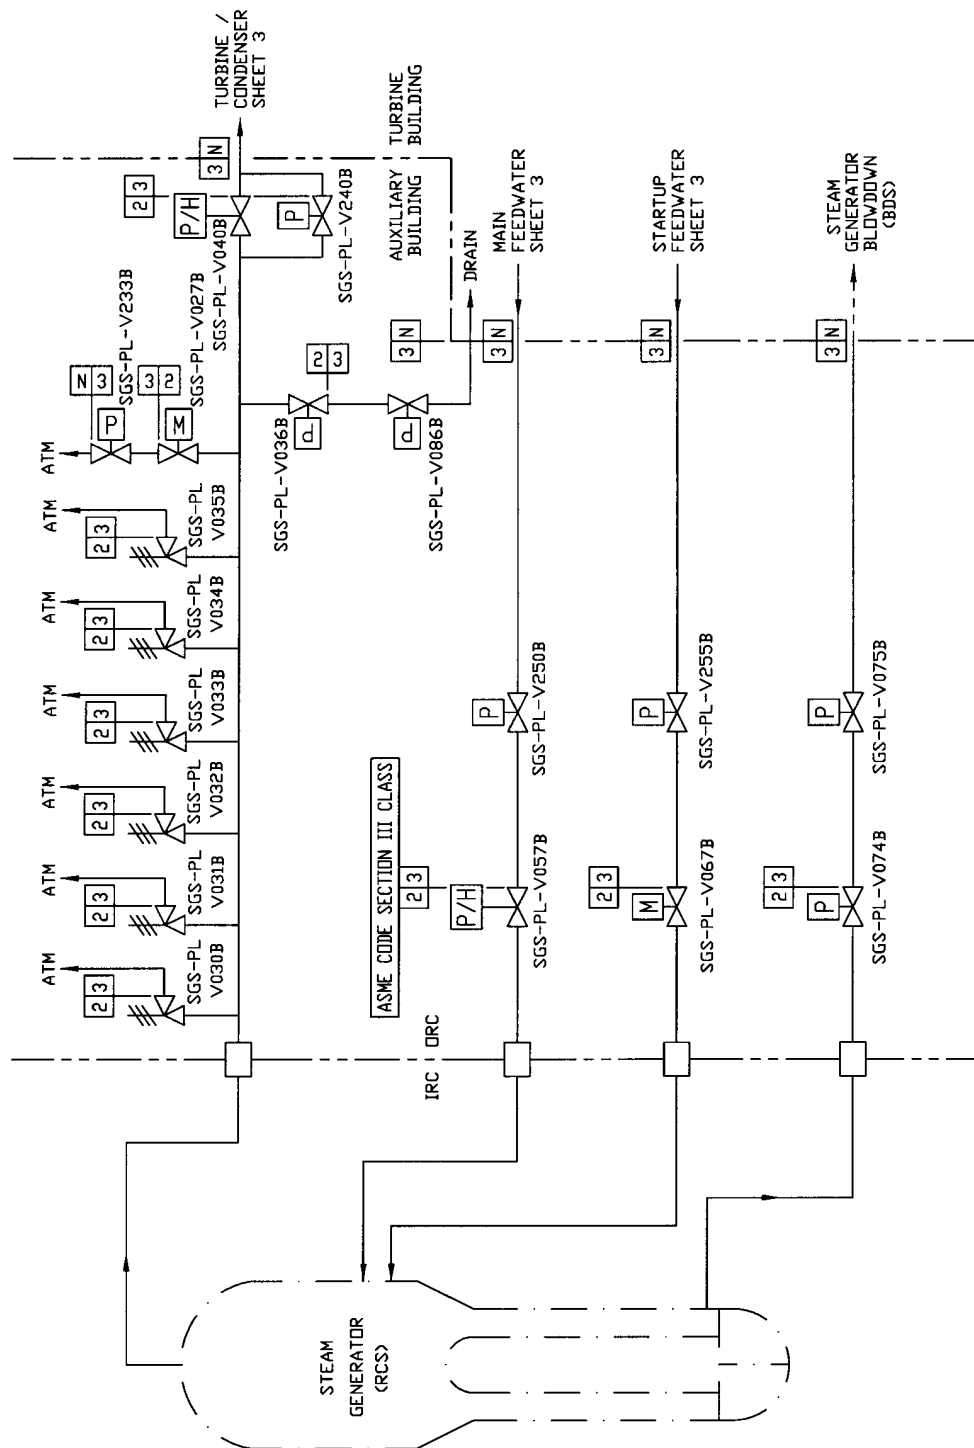 ATM
ATM
ATM
ATM
ATM
ATM
ATM
2 3
2 3
2 3
2 3
2 3
2 3
N 3
3 2
2 3
P
M
P/H
3 N
SGS-PL
V030B
SGS-PL
V031B
SGS-PL
V032B
SGS-PL
V033B
SGS-PL
V034B
SGS-PL
V035B
SGS-PL-V233B
SGS-PL-V027B
SGS-PL-V040B
TURBINE /
CONDENSER
SHEET 3
P
SGS-PL-V240B
2 3
P
SGS-PL-V036B
P
SGS-PL-V086B
AUXILIARY
BUILDING
TURBINE
BUILDING
DRAIN
STEAM
GENERATOR
(RCS)
IRC
ORC
ASME CODE SECTION III CLASS
2 3
3 N
P/H
P
3 N
SGS-PL-V057B
SGS-PL-V250B
MAIN
FEEDWATER
SHEET 3
2 3
M
P
3 N
SGS-PL-V067B
SGS-PL-V255B
STARTUP
FEEDWATER
SHEET 3
2 3
P
P
3 N
SGS-PL-V074B
SGS-PL-V075B
STEAM
GENERATOR
BLOWDOWN
(BDS)